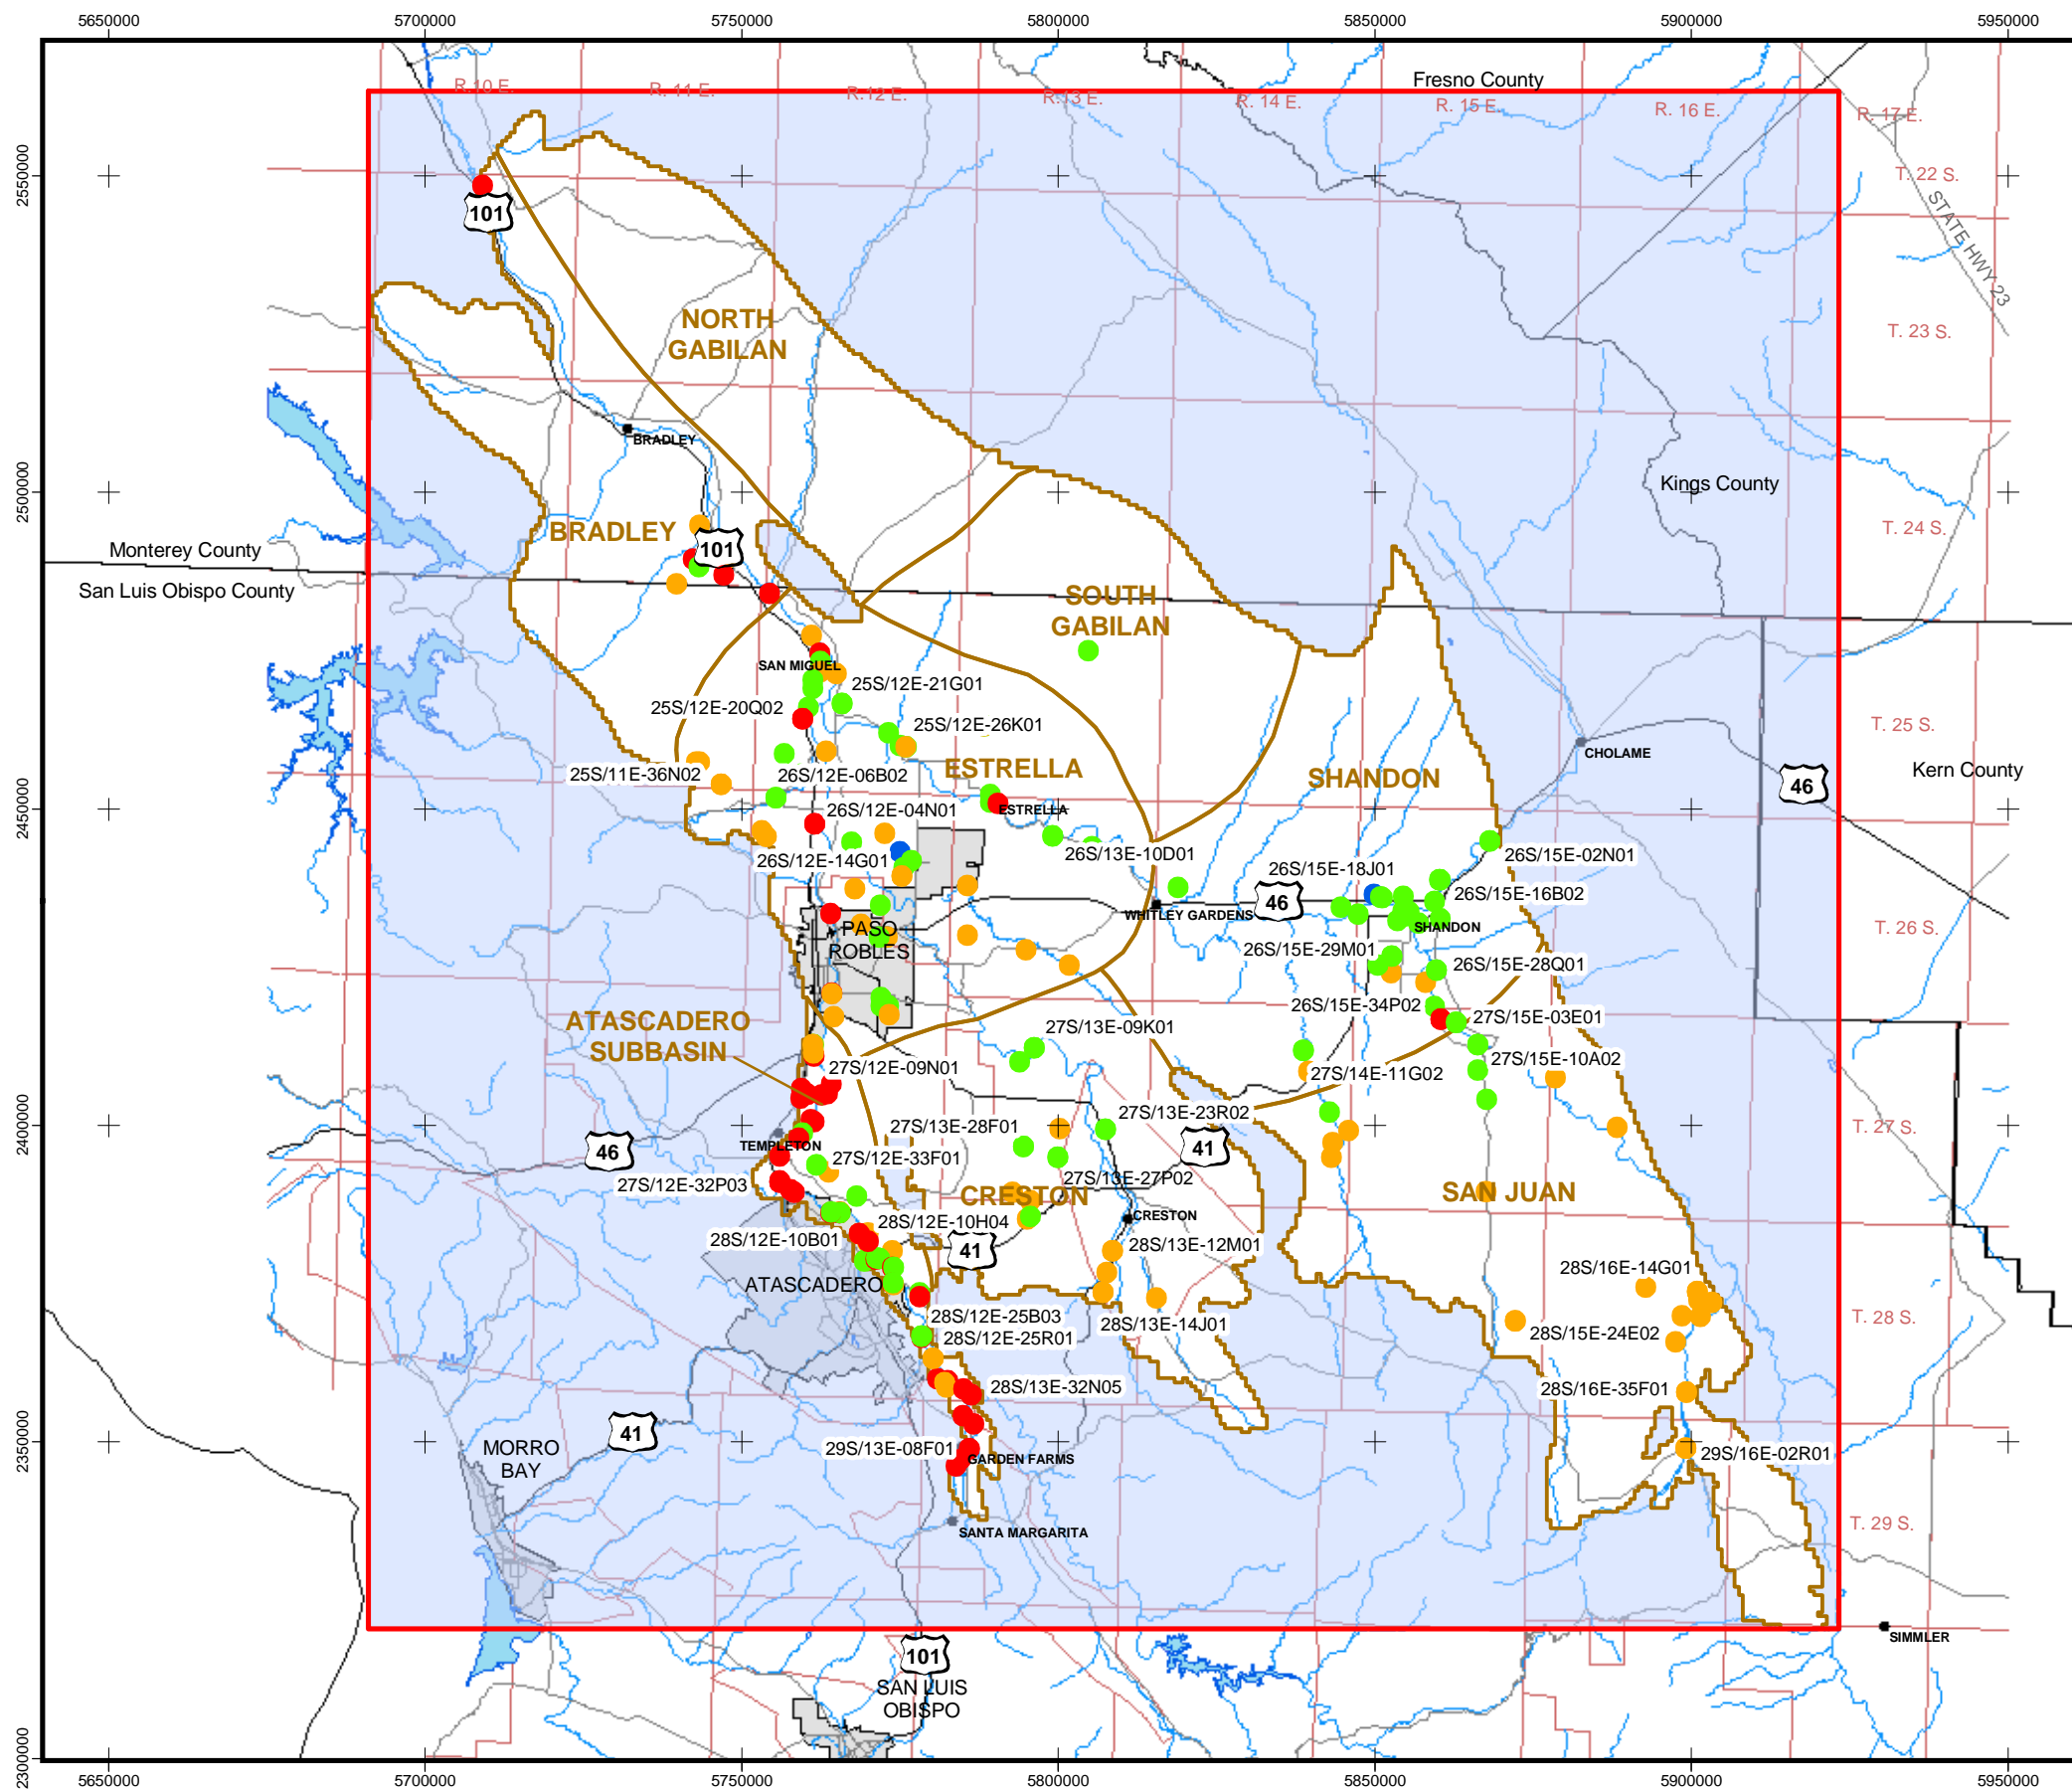 5650000 5700000 5750000 5800000 5850000 5900000 5950000
Fresno County
R. 10 E. R. 11 E. R. 12 E. R. 13 E. R. 14 E. R. 15 E. R. 16 E. R. 17 E.
2550000
T. 22 S.
101
STATE HWY 23
NORTH
GABILAN
T. 23 S.
BRADLEY
2500000
Kings County
BRADLEY
T. 24 S.
101
Monterey County
San Luis Obispo County
SOUTH
GABILAN
SAN MIGUEL
25S/12E-21G01
25S/12E-20Q02
25S/12E-26K01
T. 25 S.
CHOLAME
25S/11E-36N02
26S/12E-06B02
ESTRELLA
SHANDON
46
Kern County
2450000
26S/12E-04N01
ESTRELLA
26S/12E-14G01
26S/13E-10D01
26S/15E-02N01
26S/15E-18J01
26S/15E-16B02
46
WHITLEY GARDENS
SHANDON
T. 26 S.
PASO
ROBLES
26S/15E-29M01
26S/15E-28Q01
26S/15E-34P02
27S/15E-03E01
ATASCADERO
SUBBASIN
27S/13E-09K01
27S/15E-10A02
27S/12E-09N01
27S/14E-11G02
2400000
27S/13E-23R02
27S/13E-28F01
T. 27 S.
TEMPLETON
46
41
27S/12E-33F01
27S/12E-32P03
27S/13E-27P02
CRESTON
SAN JUAN
CRESTON
28S/12E-10H04
28S/12E-10B01
41
28S/13E-12M01
28S/16E-14G01
ATASCADERO
28S/12E-25B03
28S/13E-14J01
T. 28 S.
28S/12E-25R01
28S/15E-24E02
28S/13E-32N05
28S/16E-35F01
41
2350000
MORRO
BAY
29S/13E-08F01
GARDEN FARMS
29S/16E-02R01
SANTA MARGARITA
T. 29 S.
SIMMLER
101
SAN LUIS
OBISPO
2300000
5650000 5700000 5750000 5800000 5850000 5900000 5950000